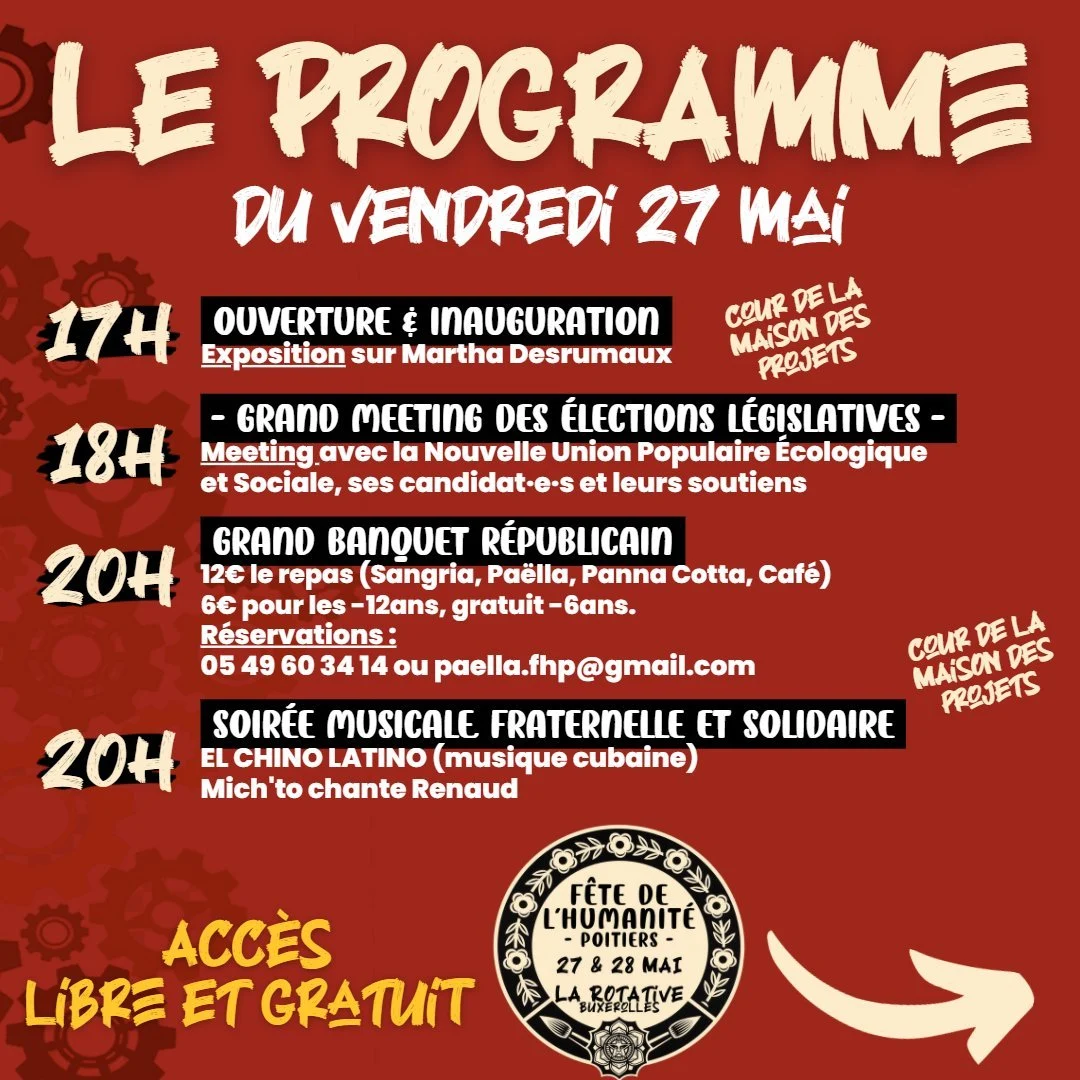 LE PROGRAMME
DU VENDREDI 27 MAI
17H
OUVERTURE & INAUGURATION
Exposition sur Martha Desrumaux
COUR DE LA
MAISON DES
PROJETS
18H
- GRAND MEETING DES ÉLECTIONS LÉGISLATIVES -
Meeting avec la Nouvelle Union Populaire Écologique
et Sociale, ses candidat·e·s et leurs soutiens
20H
GRAND BANQUET RÉPUBLICAIN
12€ le repas (Sangria, Paëlla, Panna Cotta, Café)
6€ pour les -12ans, gratuit -6ans.
Réservations :
05 49 60 34 14 ou paella.fhp@gmail.com
COUR DE LA
MAISON DES
PROJETS
20H
SOIRÉE MUSICALE, FRATERNELLE ET SOLIDAIRE
EL CHINO LATINO (musique cubaine)
Mich'to chante Renaud
ACCÈS
LIBRE ET GRATUIT
FÊTE DE
L'HUMANITÉ
- POITIERS -
27 & 28 MAI
LA ROTATIVE
BUXEROLLES